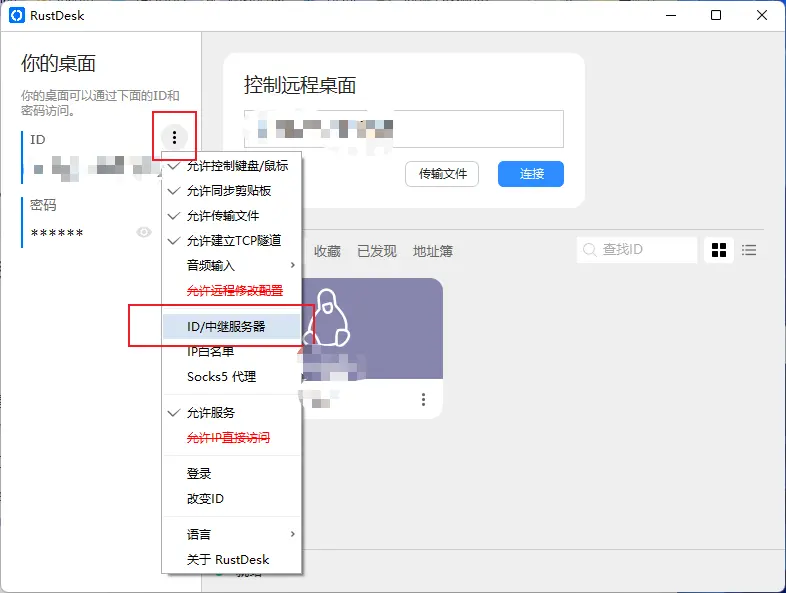 RustDesk
你的桌面
你的桌面可以通过下面的ID和
密码访问。
ID
密码
******
控制远程桌面
传输文件
连接
收藏
已发现
地址簿
查找ID
允许控制键盘/鼠标
允许同步剪贴板
允许传输文件
允许建立TCP隧道
音频输入
允许远程修改配置
ID/中继服务器
IP白名单
Socks5 代理
允许服务
允许IP直接访问
登录
改变ID
语言
关于 RustDesk